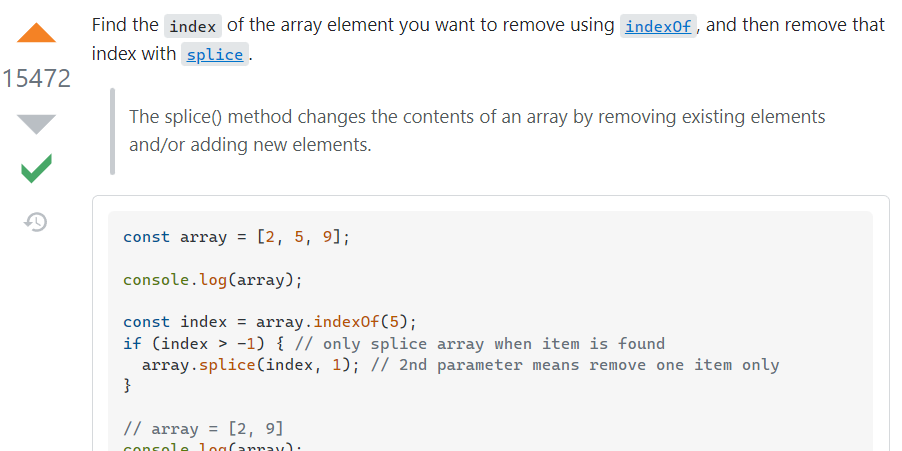 Find the index of the array element you want to remove using indexOf, and then remove that
index with splice.
15472
The splice() method changes the contents of an array by removing existing elements
and/or adding new elements.
const array = [2, 5, 9];
console.log(array);
const index = array.indexOf(5);
if (index > -1) { // only splice array when item is found
  array.splice(index, 1); // 2nd parameter means remove one item only
}
// array = [2, 9]
console.log(array);